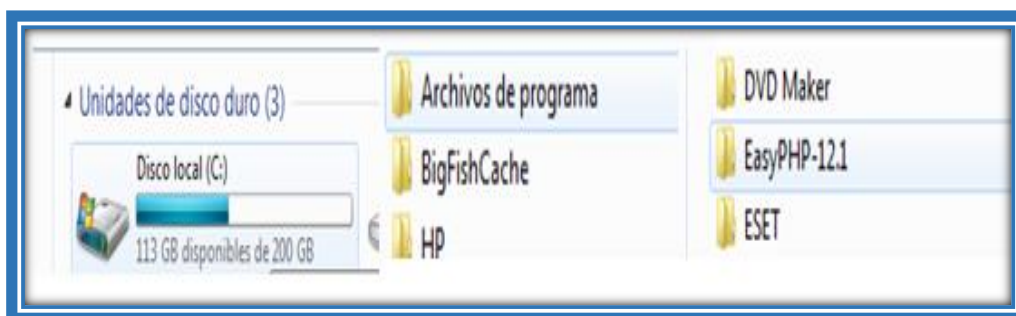 Unidades de disco duro (3)
Disco local (C:)
113 GB disponibles de 200 GB
Archivos de programa
BigFishCache
HP
DVD Maker
EasyPHP-12.1
ESET